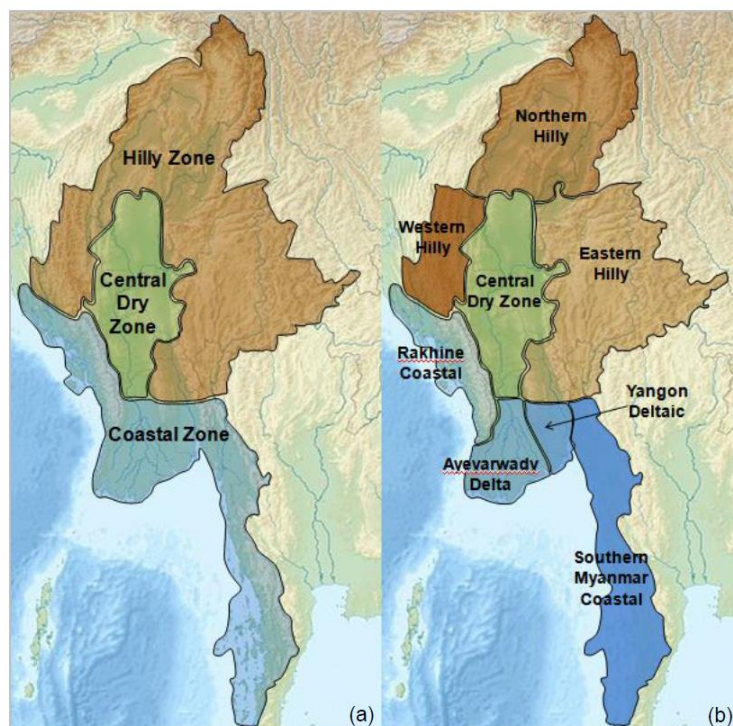 Hilly Zone
Central
Dry
Zone
Coastal Zone
(a)
Northern
Hilly
Western
Hilly
Eastern
Hilly
Central
Dry Zone
Rakhine
Coastal
Yangon
Deltaic
Ayeyarwady
Delta
Southern
Myanmar
Coastal
(b)